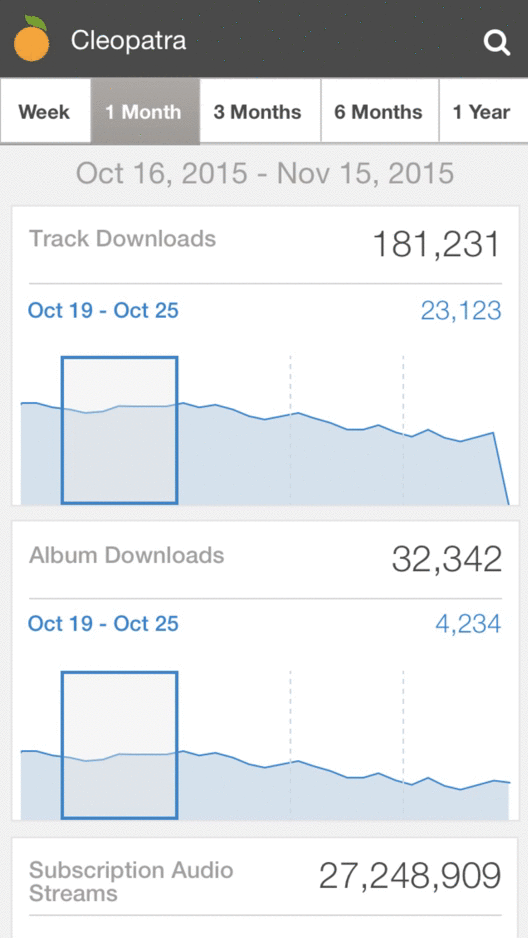 Cleopatra
Week 1 Month 3 Months 6 Months 1 Year
Oct 16, 2015 - Nov 15, 2015
Track Downloads 181,231
Oct 19 - Oct 25 23,123
Album Downloads 32,342
Oct 19 - Oct 25 4,234
Subscription Audio Streams 27,248,909